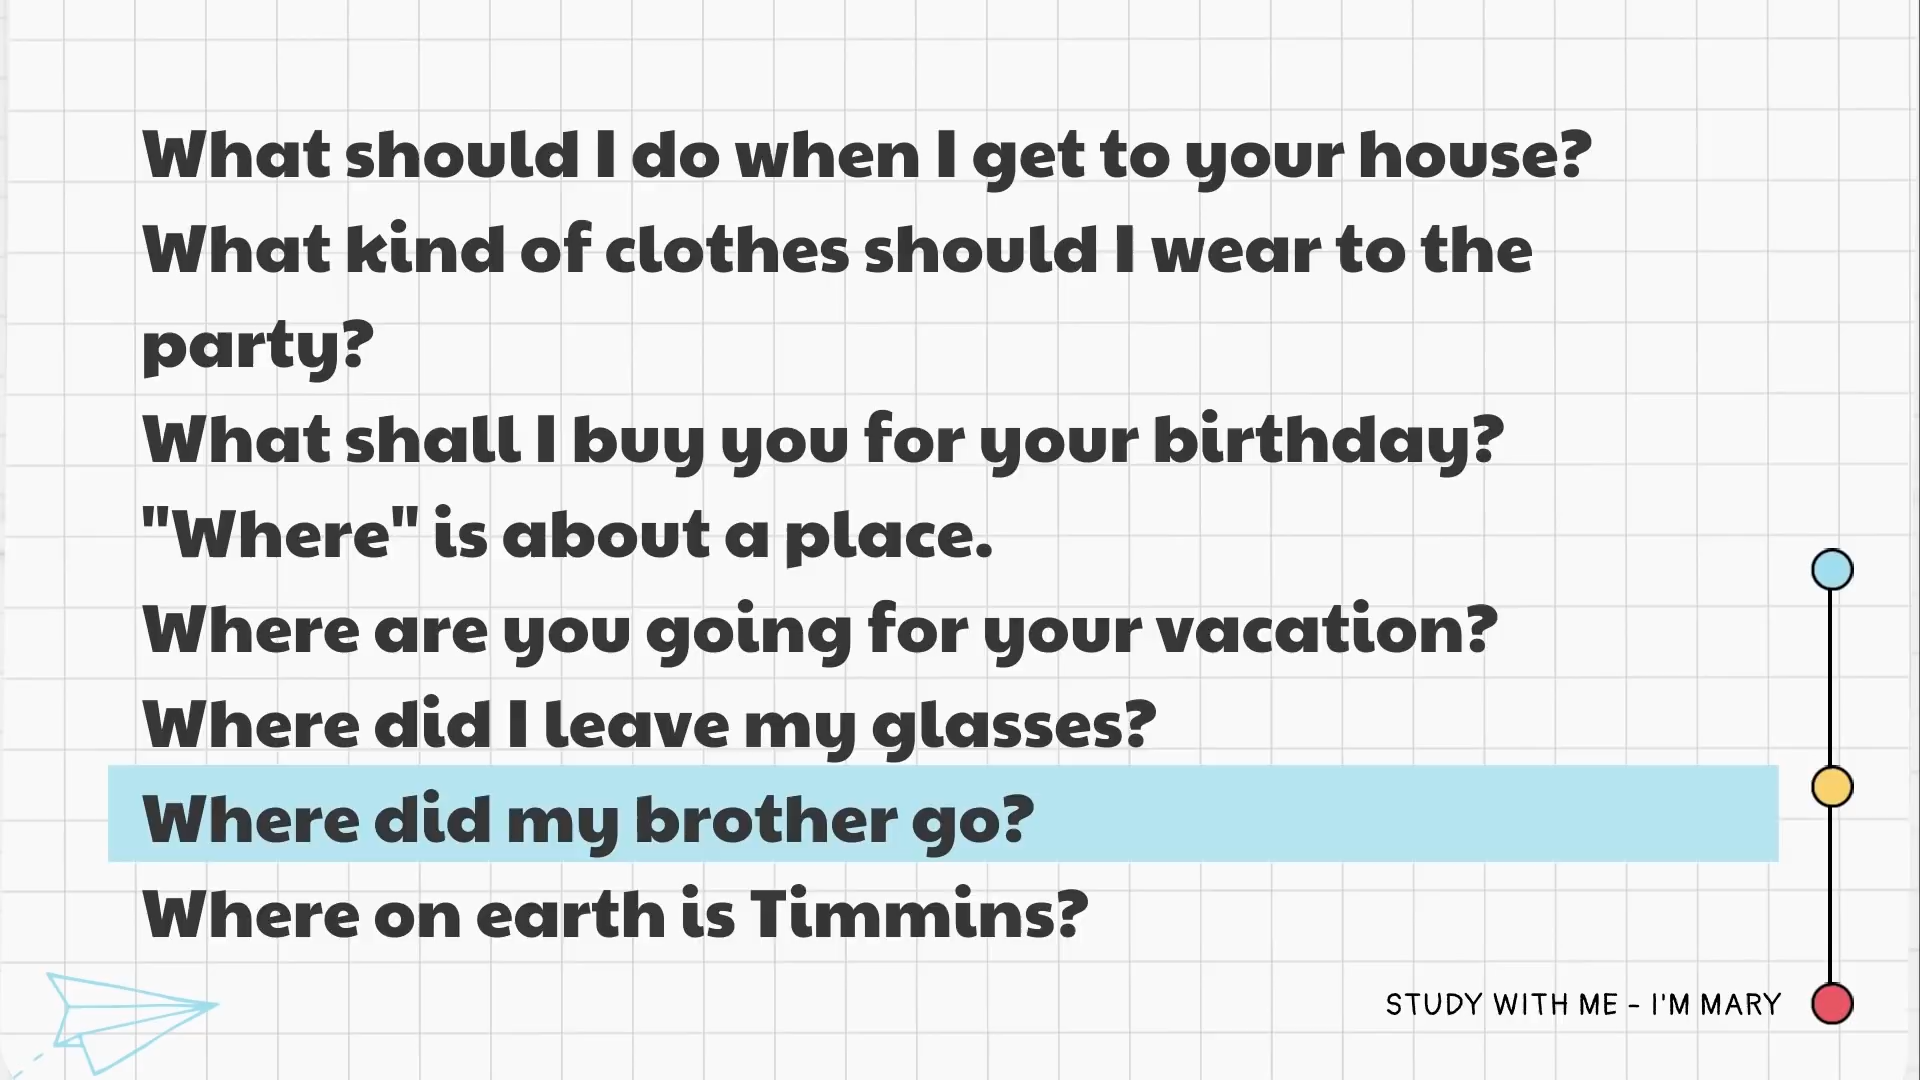 What should I do when I get to your house?
What kind of clothes should I wear to the
party?
What shall I buy you for your birthday?
"Where" is about a place.
Where are you going for your vacation?
Where did I leave my glasses?
Where did my brother go?
Where on earth is Timmins?
STUDY WITH ME - I'M MARY